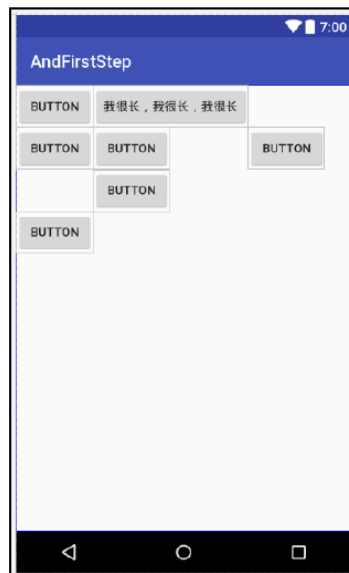 7:00
AndFirstStep
BUTTON 我很长，我很长，我很长
BUTTON BUTTON BUTTON
BUTTON
BUTTON